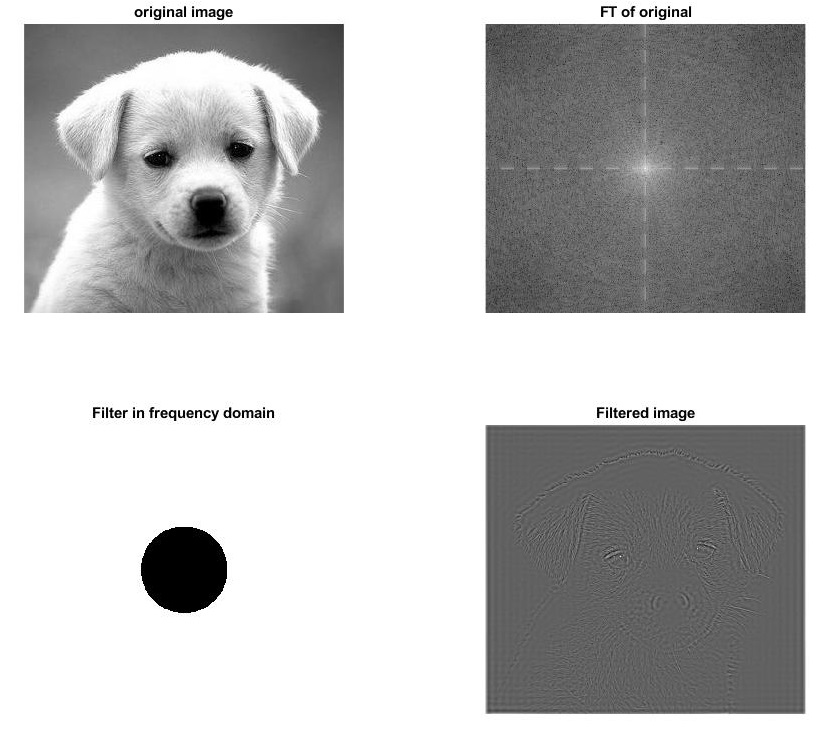 original image
FT of original
Filter in frequency domain
Filtered image